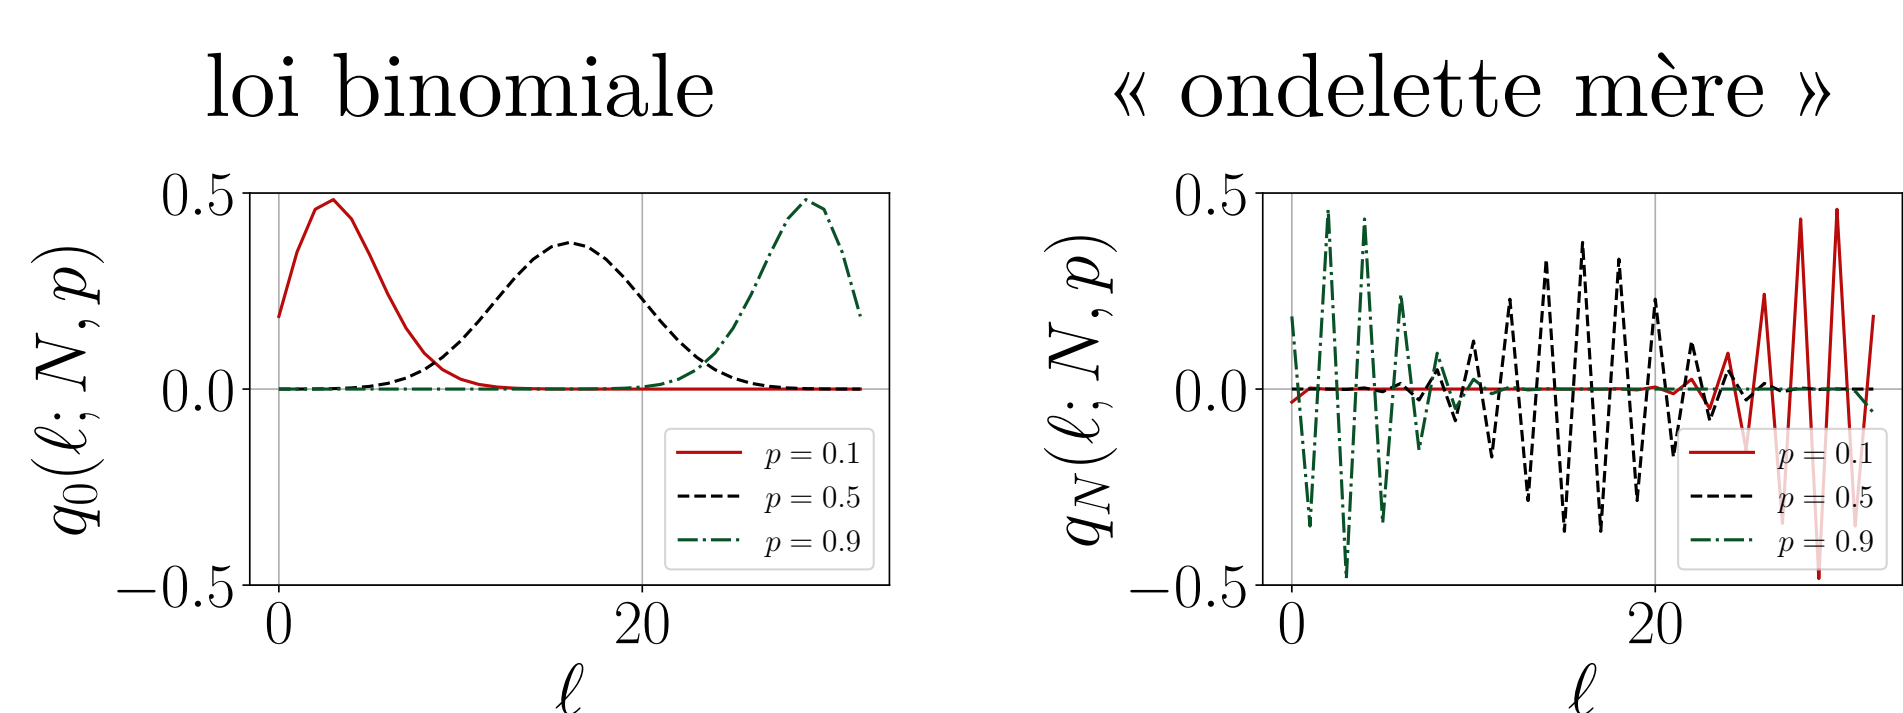 loi binomiale
q₀(ℓ; N, p)
0.5
0.0
−0.5
0
20
ℓ
p = 0.1
p = 0.5
p = 0.9
« ondelette mère »
q_N(ℓ; N, p)
0.5
0.0
−0.5
0
20
ℓ
p = 0.1
p = 0.5
p = 0.9